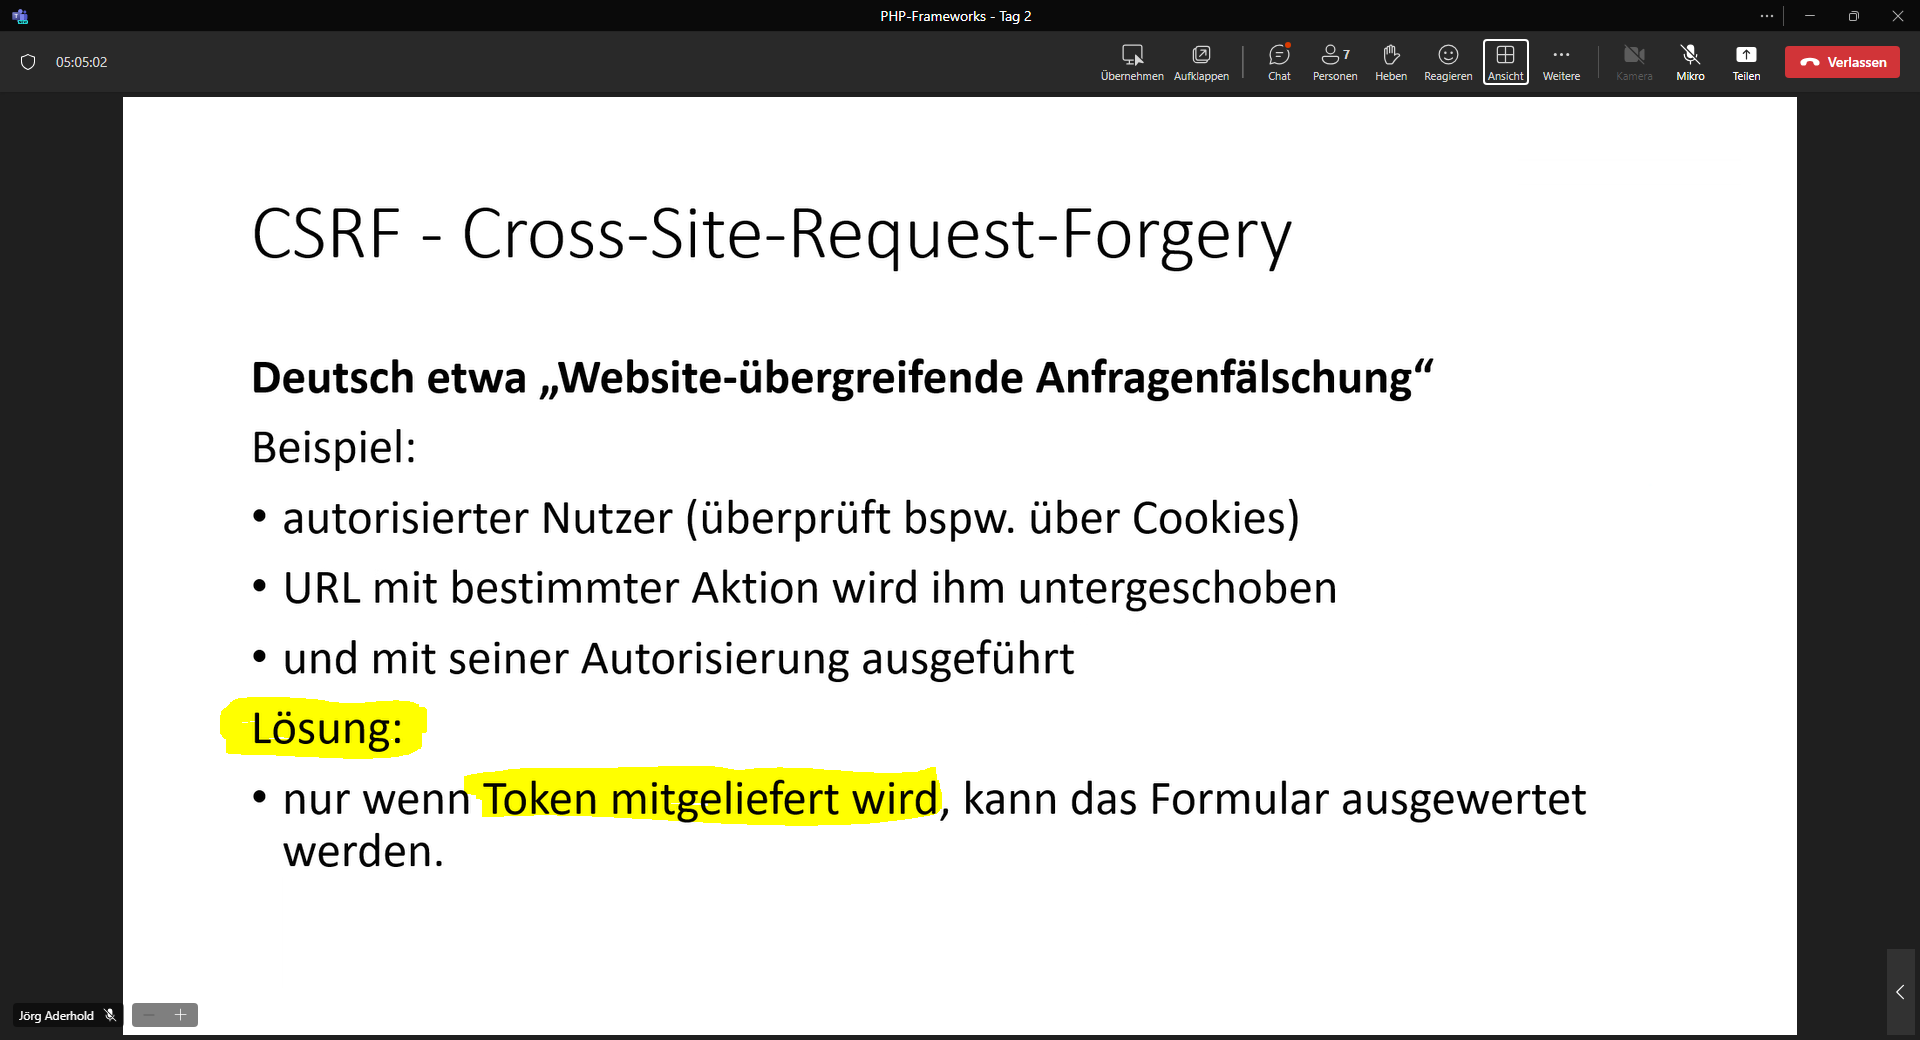 PHP-Frameworks - Tag 2
05:05:02
Übernehmen Aufklappen Chat Personen 7 Heben Reagieren Ansicht Weitere Kamera Mikro Teilen Verlassen
CSRF - Cross-Site-Request-Forgery
Deutsch etwa „Website-übergreifende Anfragenfälschung“
Beispiel:
• autorisierter Nutzer (überprüft bspw. über Cookies)
• URL mit bestimmter Aktion wird ihm untergeschoben
• und mit seiner Autorisierung ausgeführt
Lösung:
• nur wenn Token mitgeliefert wird, kann das Formular ausgewertet
werden.
Jörg Aderhold